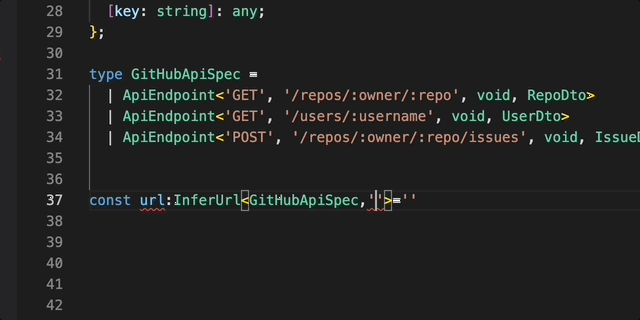 28 [key: string]: any;
29 };
30
31 type GitHubApiSpec =
32 | ApiEndpoint<'GET', '/repos/:owner/:repo', void, RepoDto>
33 | ApiEndpoint<'GET', '/users/:username', void, UserDto>
34 | ApiEndpoint<'POST', '/repos/:owner/:repo/issues', void, IssueD
35
36
37 const url:InferUrl<GitHubApiSpec,''>=''
38
39
40
41
42